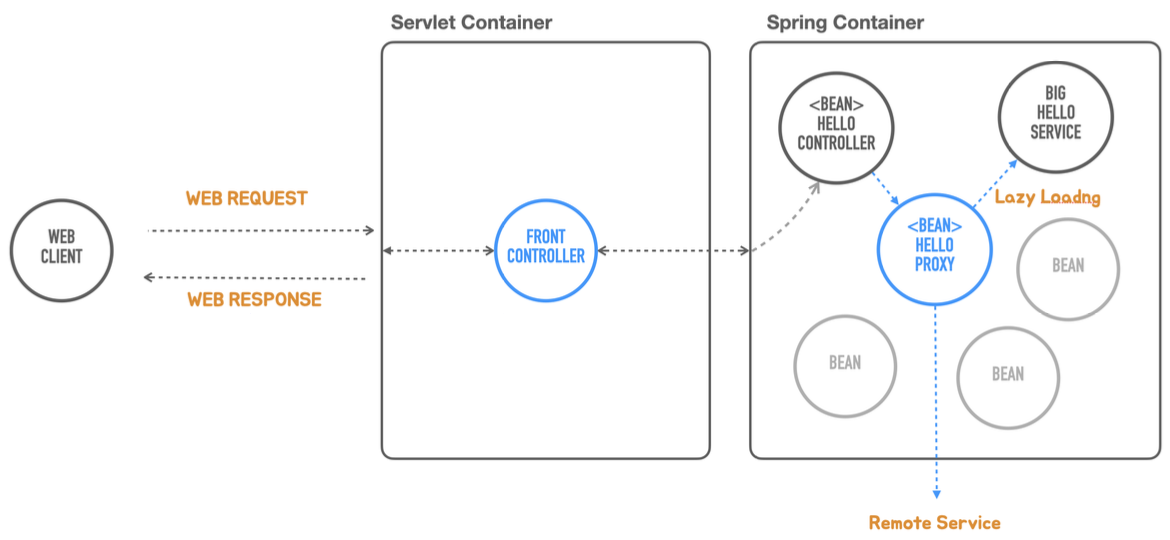 Servlet Container
Spring Container
WEB REQUEST
WEB RESPONSE
WEB
CLIENT
FRONT
CONTROLLER
<BEAN>
HELLO
CONTROLLER
BIG
HELLO
SERVICE
Lazy Loadng
<BEAN>
HELLO
PROXY
BEAN
BEAN
BEAN
Remote Service